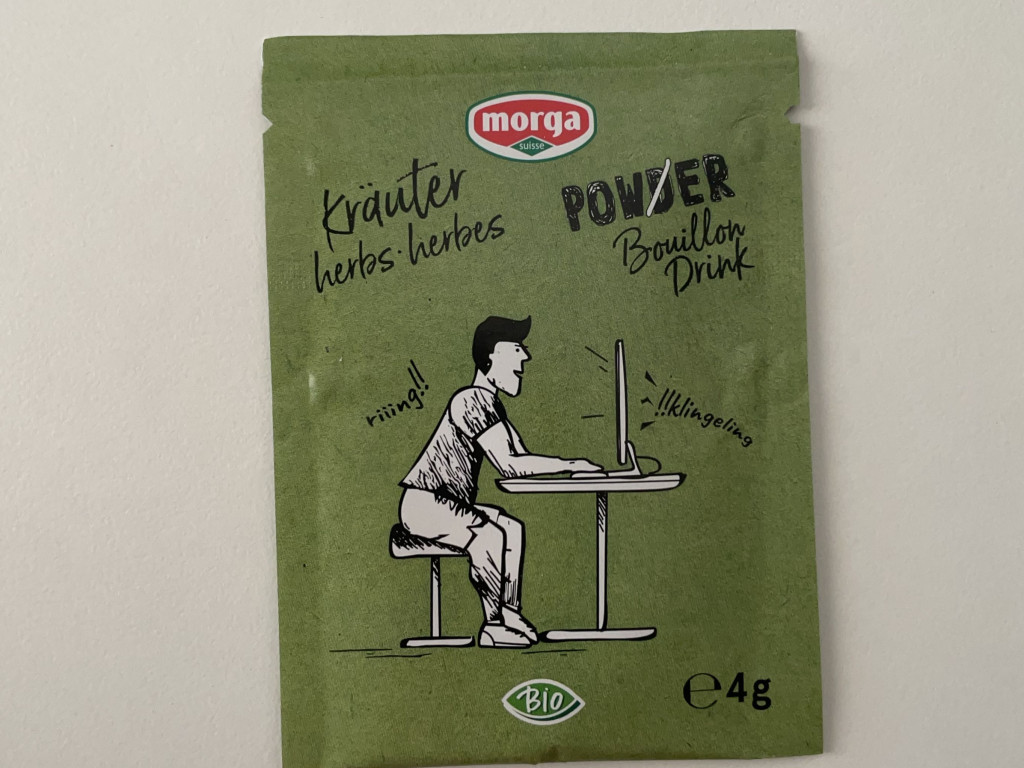 morga
suisse
Kräuter
herbs·herbes
POWDER
Bouillon
Drink
riiing!!
!!klingeling
BIO
℮4g